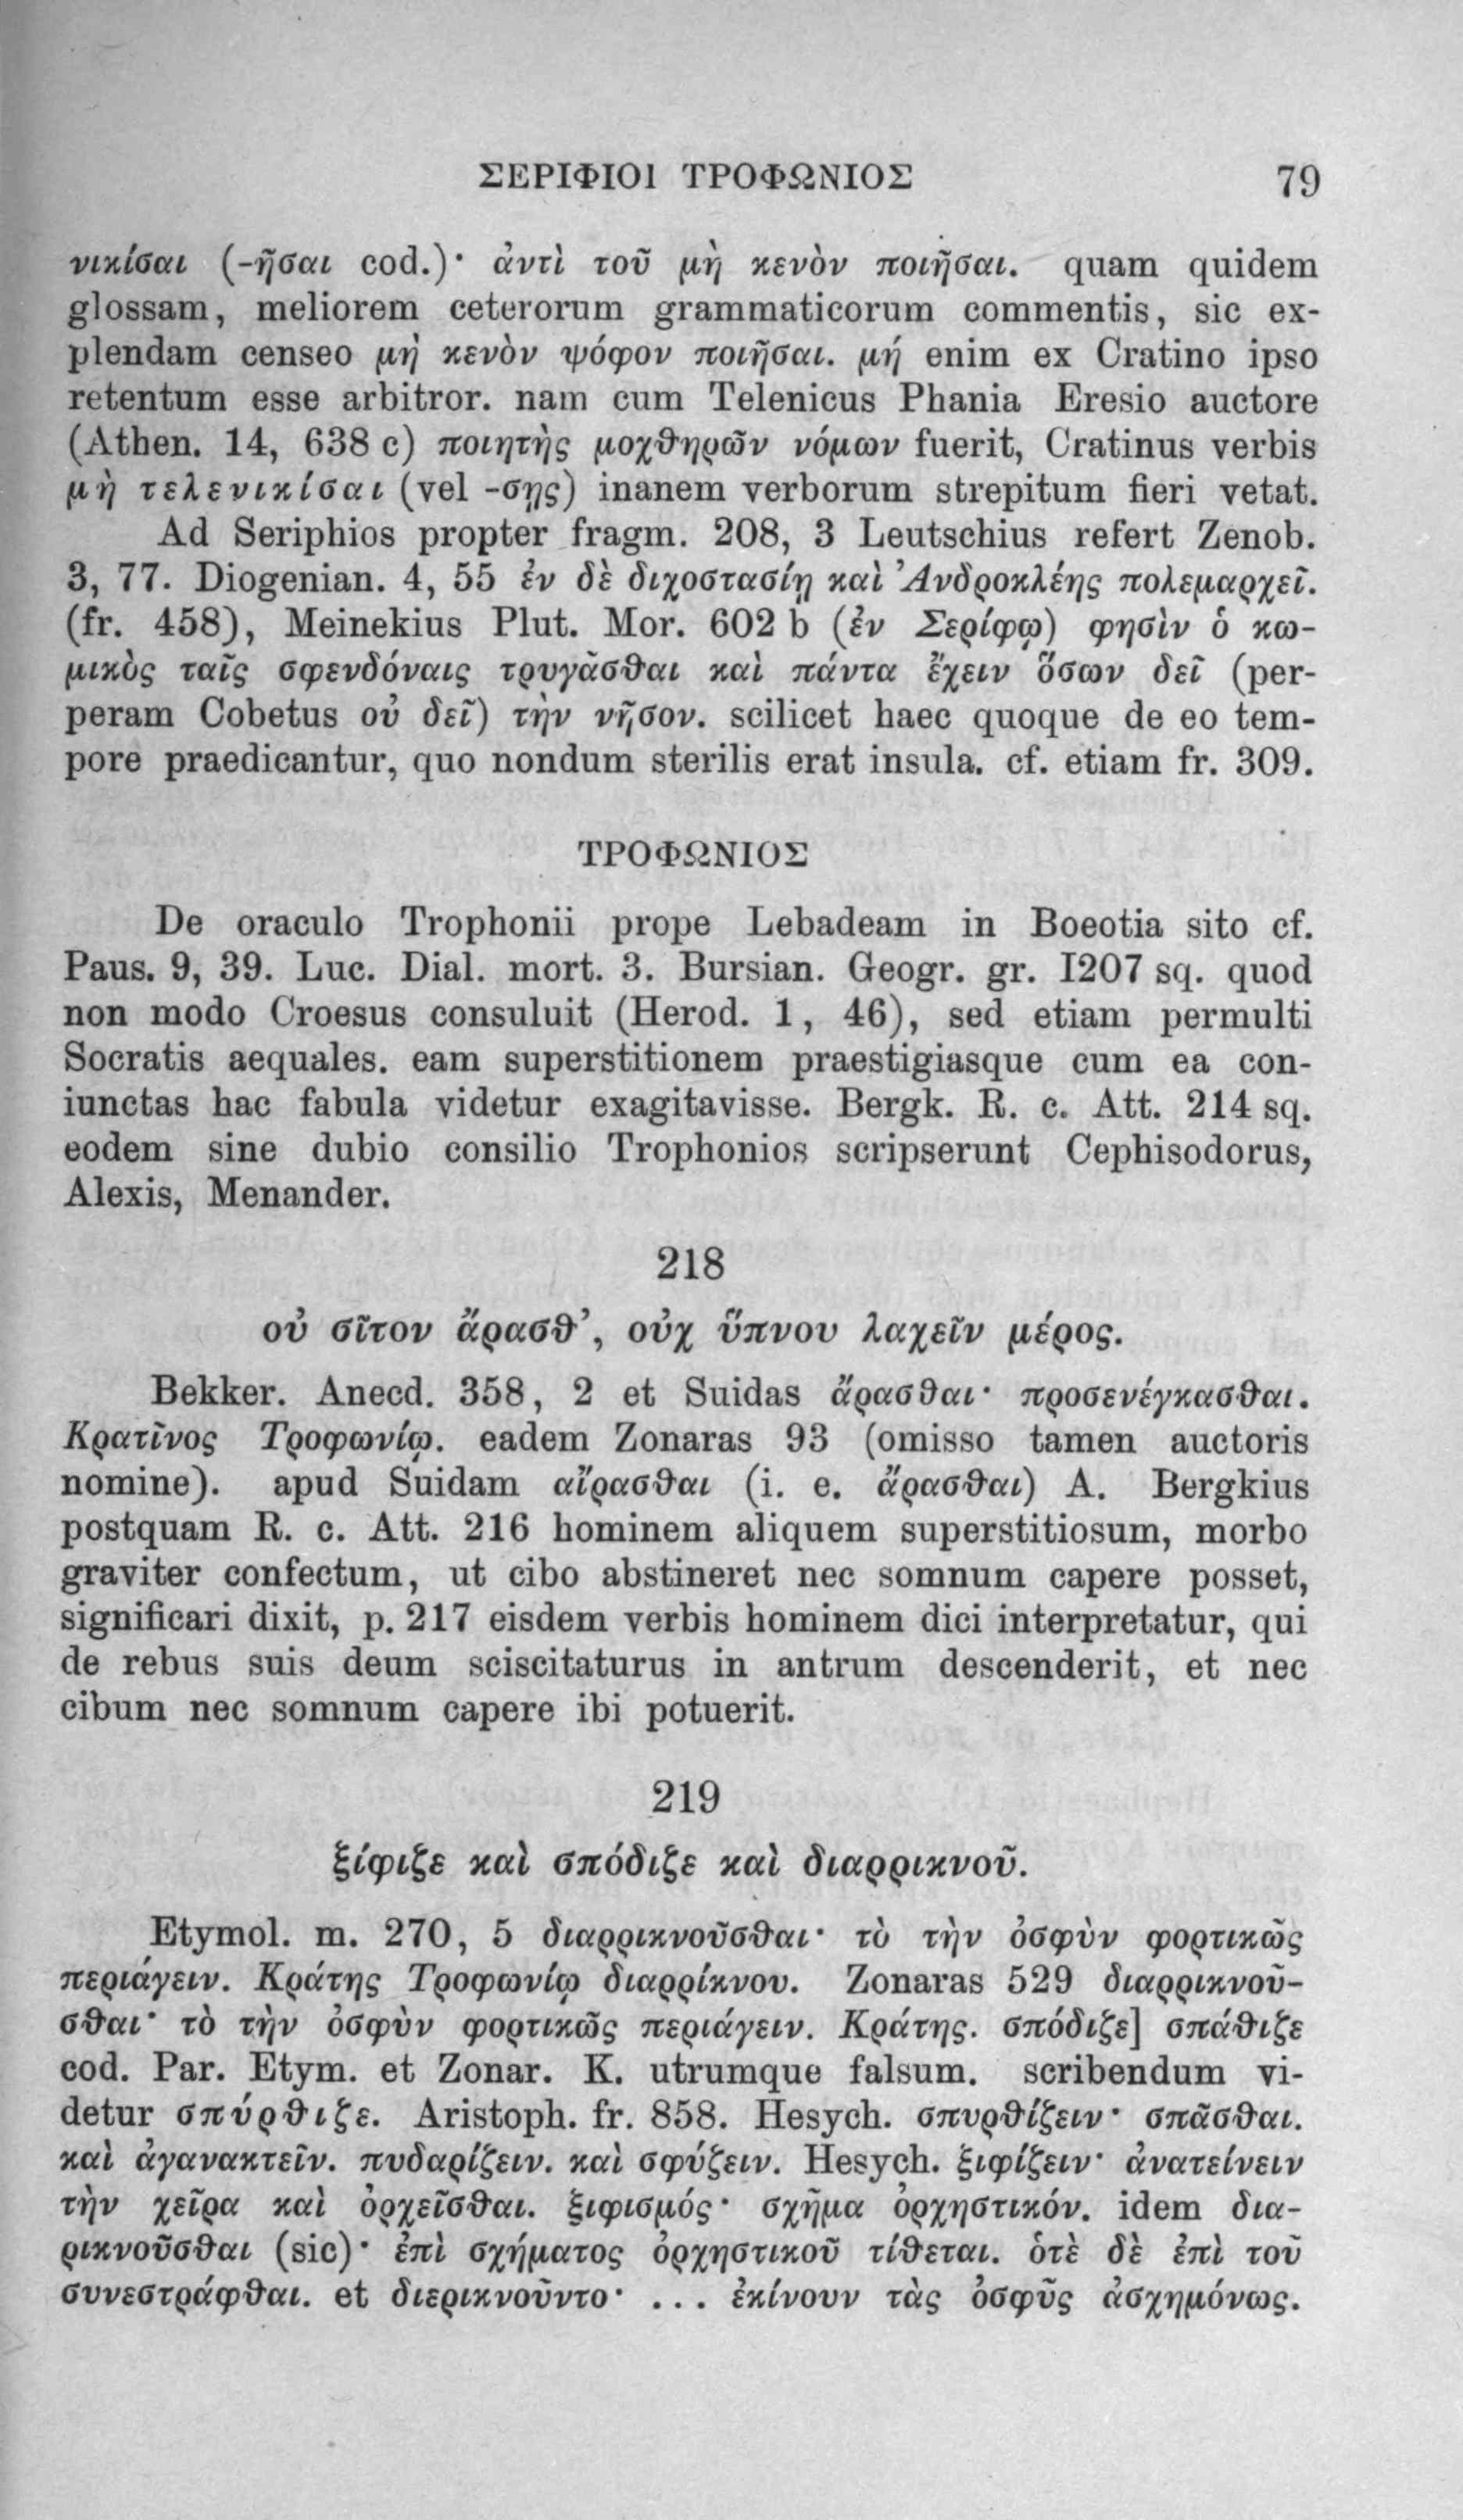 ΣΕΡΙΦΙΟΙ ΤΡΟΦΩΝΙΟΣ 79
νικίσαι (-ῆσαι cod.)· ἀντὶ τοῦ μὴ κενὸν ποιῆσαι. quam quidem
glossam, meliorem ceterorum grammaticorum commentis, sic ex-
plendam censeo μὴ κενὸν ψόφον ποιῆσαι. μή enim ex Cratino ipso
retentum esse arbitror. nam cum Telenicus Phania Eresio auctore
(Athen. 14, 638 c) ποιητὴς μοχθηρῶν νόμων fuerit, Cratinus verbis
μὴ τελενικίσαι (vel -σῃς) inanem verborum strepitum fieri vetat.
Ad Seriphios propter fragm. 208, 3 Leutschius refert Zenob.
3, 77. Diogenian. 4, 55 ἐν δὲ διχοστασίῃ καὶ Ἀνδροκλέης πολεμαρχεῖ.
(fr. 458), Meinekius Plut. Mor. 602 b (ἐν Σερίφῳ) φησὶν ὁ κω-
μικὸς ταῖς σφενδόναις τρυγᾶσθαι καὶ πάντα ἔχειν ὅσων δεῖ (per-
peram Cobetus οὐ δεῖ) τὴν νῆσον. scilicet haec quoque de eo tem-
pore praedicantur, quo nondum sterilis erat insula. cf. etiam fr. 309.
ΤΡΟΦΩΝΙΟΣ
De oraculo Trophonii prope Lebadeam in Boeotia sito cf.
Paus. 9, 39. Luc. Dial. mort. 3. Bursian. Geogr. gr. I207 sq. quod
non modo Croesus consuluit (Herod. 1, 46), sed etiam permulti
Socratis aequales. eam superstitionem praestigiasque cum ea con-
iunctas hac fabula videtur exagitavisse. Bergk. R. c. Att. 214 sq.
eodem sine dubio consilio Trophonios scripserunt Cephisodorus,
Alexis, Menander.
218
οὐ σῖτον ἄρασθ’, οὐχ ὕπνου λαχεῖν μέρος.
Bekker. Anecd. 358, 2 et Suidas ἄρασθαι· προσενέγκασθαι.
Κρατῖνος Τροφωνίῳ. eadem Zonaras 93 (omisso tamen auctoris
nomine). apud Suidam αἴρασθαι (i. e. ἄρασθαι) A. Bergkius
postquam R. c. Att. 216 hominem aliquem superstitiosum, morbo
graviter confectum, ut cibo abstineret nec somnum capere posset,
significari dixit, p. 217 eisdem verbis hominem dici interpretatur, qui
de rebus suis deum sciscitaturus in antrum descenderit, et nec
cibum nec somnum capere ibi potuerit.
219
ξίφιζε καὶ σπόδιζε καὶ διαρρικνοῦ.
Etymol. m. 270, 5 διαρρικνοῦσθαι· τὸ τὴν ὀσφὺν φορτικῶς
περιάγειν. Κράτης Τροφωνίῳ διαρρίκνου. Zonaras 529 διαρρικνοῦ-
σθαι· τὸ τὴν ὀσφὺν φορτικῶς περιάγειν. Κράτης. σπόδιζε] σπάθιζε
cod. Par. Etym. et Zonar. K. utrumque falsum. scribendum vi-
detur σπύρθιζε. Aristoph. fr. 858. Hesych. σπυρθίζειν· σπᾶσθαι.
καὶ ἀγανακτεῖν. πυδαρίζειν. καὶ σφύζειν. Hesych. ξιφίζειν· ἀνατείνειν
τὴν χεῖρα καὶ ὀρχεῖσθαι. ξιφισμός· σχῆμα ὀρχηστικόν. idem δια-
ρικνοῦσθαι (sic)· ἐπὶ σχήματος ὀρχηστικοῦ τίθεται. ὁτὲ δὲ ἐπὶ τοῦ
συνεστράφθαι. et διερικνοῦντο· ... ἐκίνουν τὰς ὀσφῦς ἀσχημόνως.